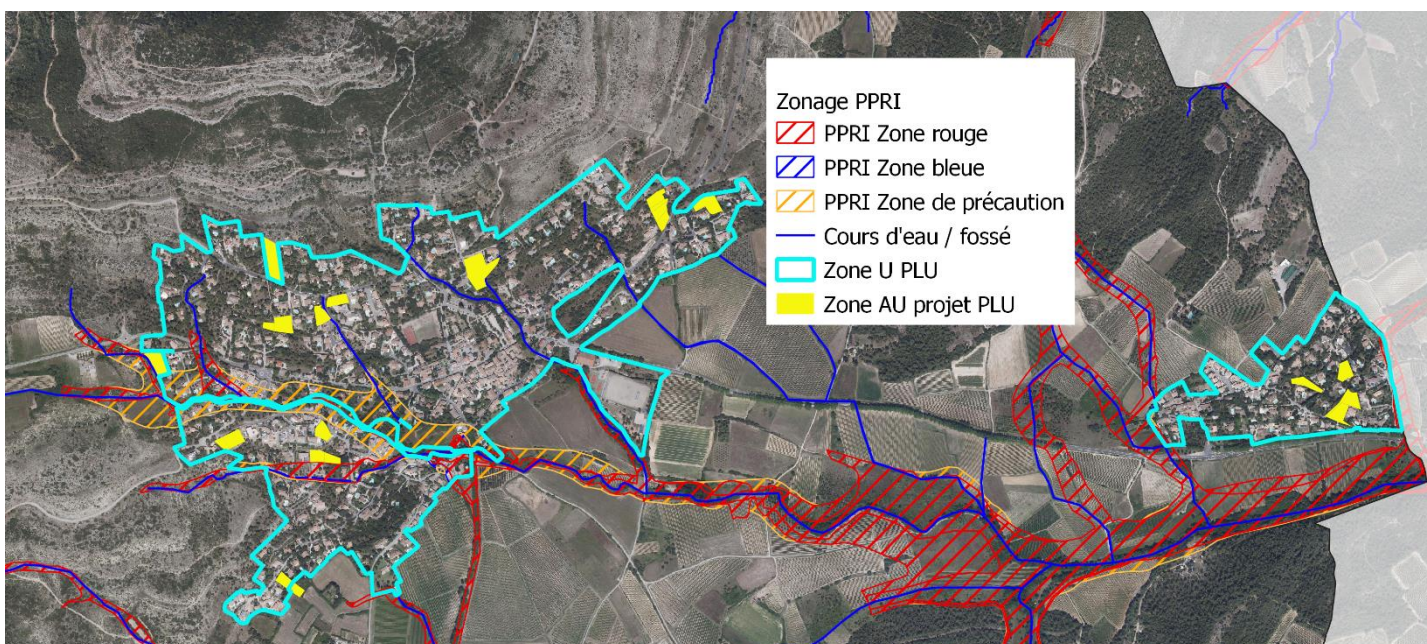 Zonage PPRI
PPRI Zone rouge
PPRI Zone bleue
PPRI Zone de précaution
Cours d'eau / fossé
Zone U PLU
Zone AU projet PLU